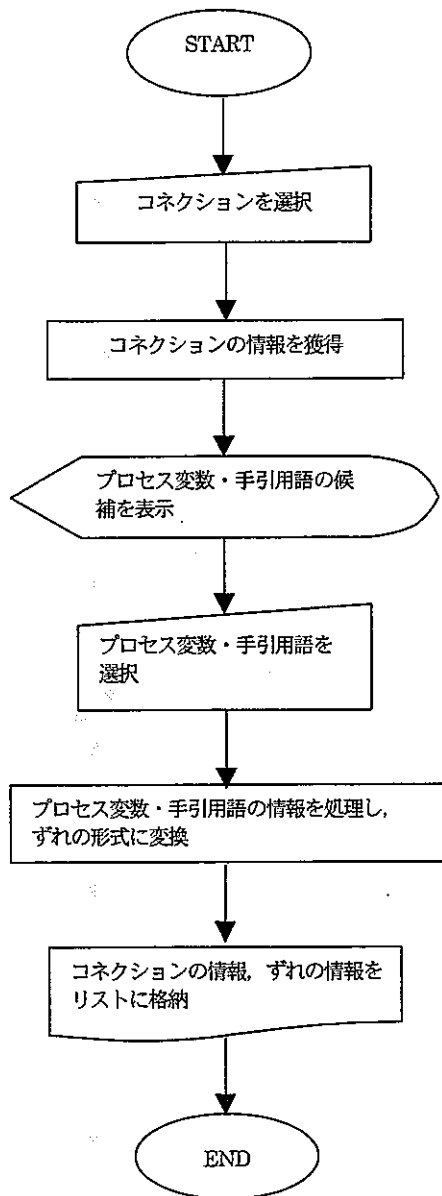 START
コネクションを選択
コネクションの情報を獲得
プロセス変数・手引用語の候
補を表示
プロセス変数・手引用語を
選択
プロセス変数・手引用語の情報を処理し，
ずれの形式に変換
コネクションの情報，ずれの情報を
リストに格納
END